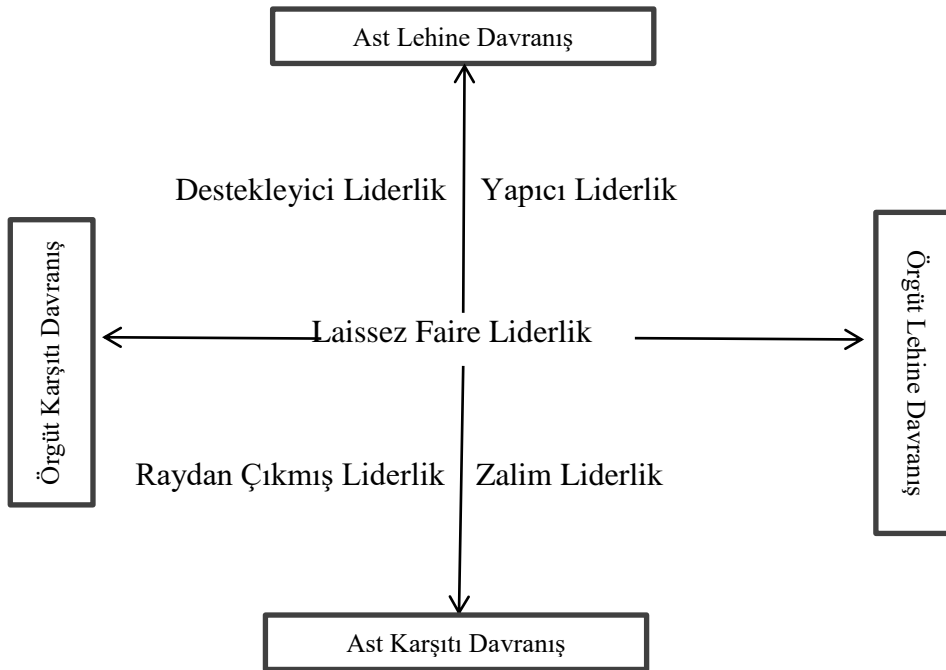 Ast Lehine Davranış
Destekleyici Liderlik
Yapıcı Liderlik
Örgüt Karşıtı Davranış
Laissez Faire Liderlik
Örgüt Lehine Davranış
Raydan Çıkmış Liderlik
Zalim Liderlik
Ast Karşıtı Davranış